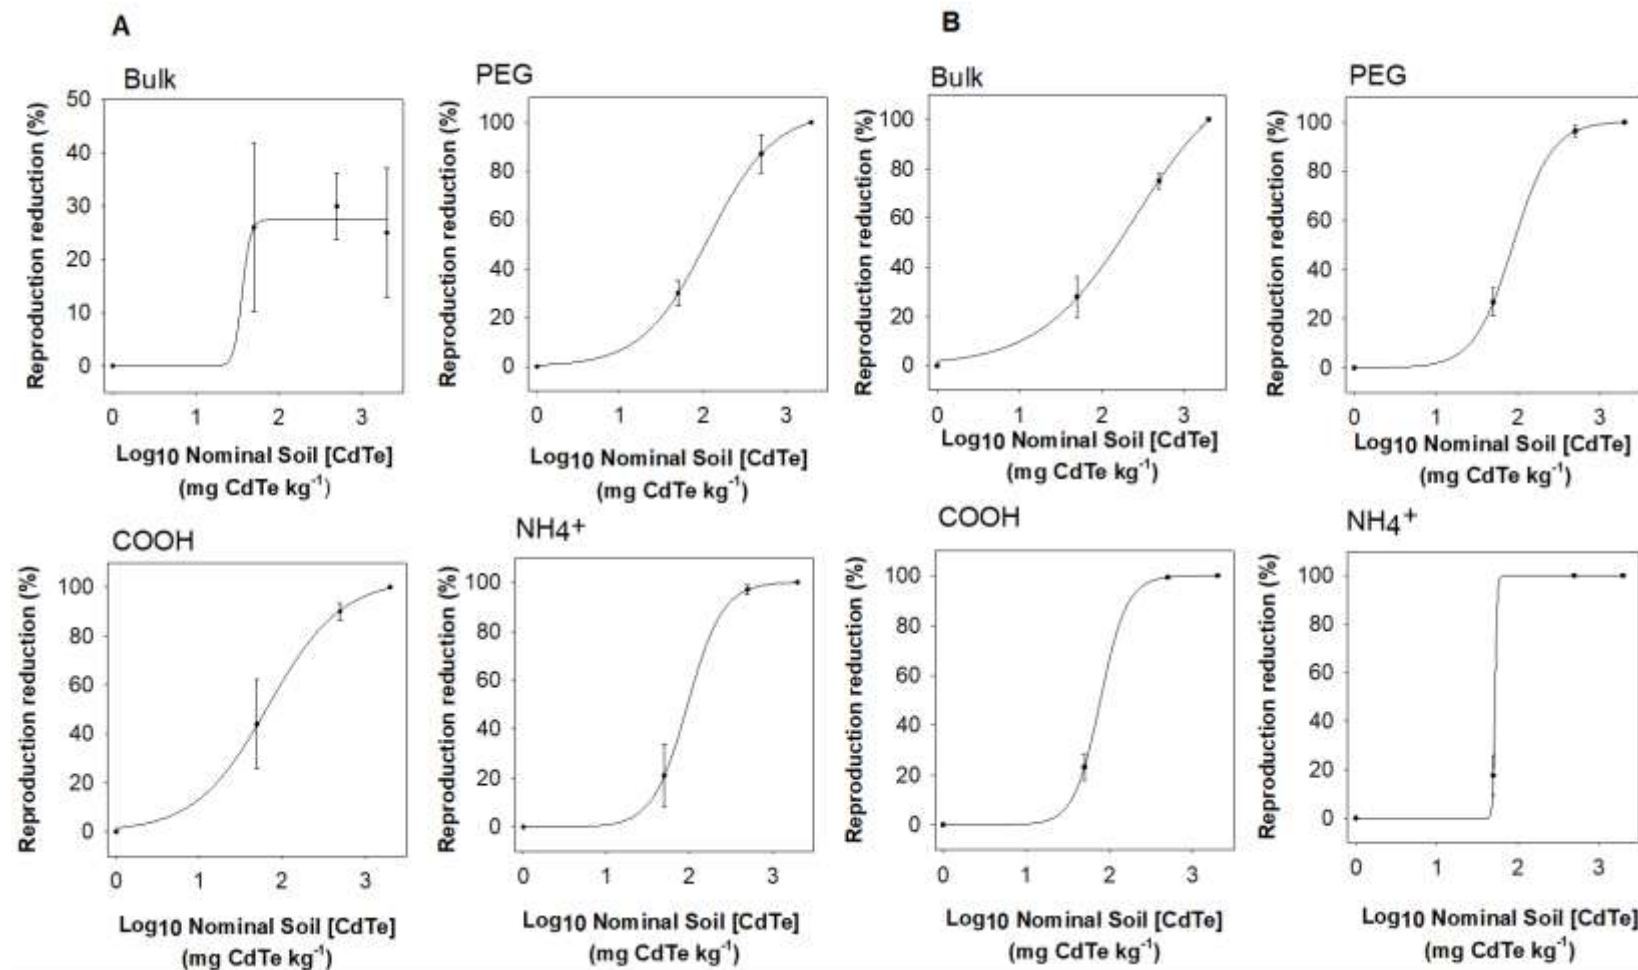 A
B
Bulk
Reproduction reduction (%)
50
40
30
20
10
0
0 1 2 3
Log10 Nominal Soil [CdTe]
(mg CdTe kg-1)
PEG
Reproduction reduction (%)
100
80
60
40
20
0
0 1 2 3
Log10 Nominal Soil [CdTe]
(mg CdTe kg-1)
Bulk
Reproduction reduction (%)
100
80
60
40
20
0
0 1 2 3
Log10 Nominal Soil [CdTe]
(mg CdTe kg-1)
PEG
Reproduction reduction (%)
100
80
60
40
20
0
0 1 2 3
Log10 Nominal Soil [CdTe]
(mg CdTe kg-1)
COOH
Reproduction reduction (%)
100
80
60
40
20
0
0 1 2 3
Log10 Nominal Soil [CdTe]
(mg CdTe kg-1)
NH4+
Reproduction reduction (%)
100
80
60
40
20
0
0 1 2 3
Log10 Nominal Soil [CdTe]
(mg CdTe kg-1)
COOH
Reproduction reduction (%)
100
80
60
40
20
0
0 1 2 3
Log10 Nominal Soil [CdTe]
(mg CdTe kg-1)
NH4+
Reproduction reduction (%)
100
80
60
40
20
0
0 1 2 3
Log10 Nominal Soil [CdTe]
(mg CdTe kg-1)